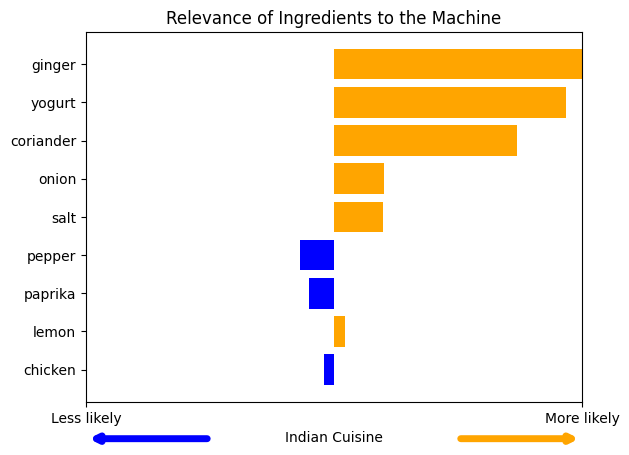 Relevance of Ingredients to the Machine
ginger
yogurt
coriander
onion
salt
pepper
paprika
lemon
chicken
Less likely
More likely
Indian Cuisine